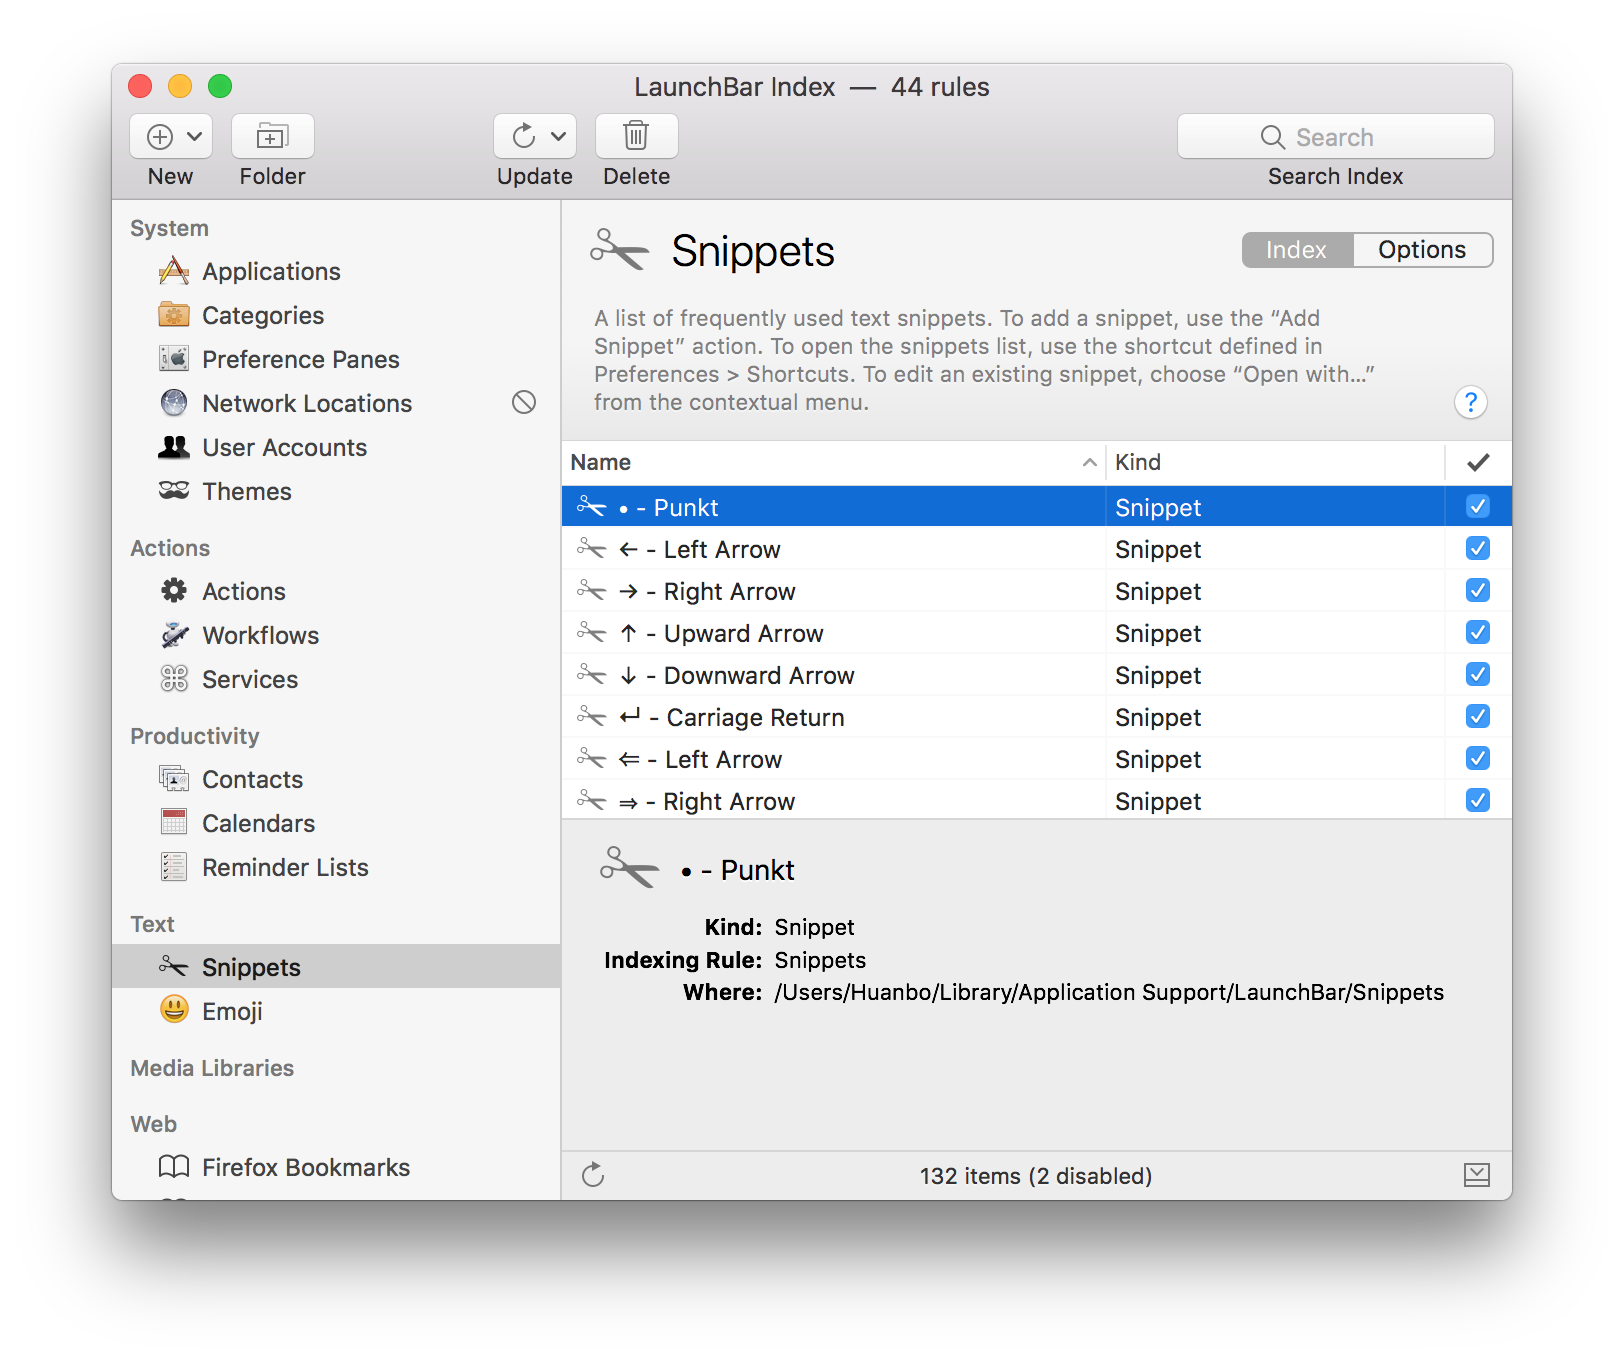 LaunchBar Index — 44 rules
New
Folder
Update
Delete
Search
Search Index
System
Applications
Categories
Preference Panes
Network Locations
User Accounts
Themes
Actions
Actions
Workflows
Services
Productivity
Contacts
Calendars
Reminder Lists
Text
Snippets
Emoji
Media Libraries
Web
Firefox Bookmarks
Snippets
Index
Options
A list of frequently used text snippets. To add a snippet, use the “Add
Snippet” action. To open the snippets list, use the shortcut defined in
Preferences > Shortcuts. To edit an existing snippet, choose “Open with…”
from the contextual menu.
?
Name Kind
• - Punkt Snippet
← - Left Arrow Snippet
→ - Right Arrow Snippet
↑ - Upward Arrow Snippet
↓ - Downward Arrow Snippet
↵ - Carriage Return Snippet
⇐ - Left Arrow Snippet
⇒ - Right Arrow Snippet
• - Punkt
Kind: Snippet
Indexing Rule: Snippets
Where: /Users/Huanbo/Library/Application Support/LaunchBar/Snippets
132 items (2 disabled)